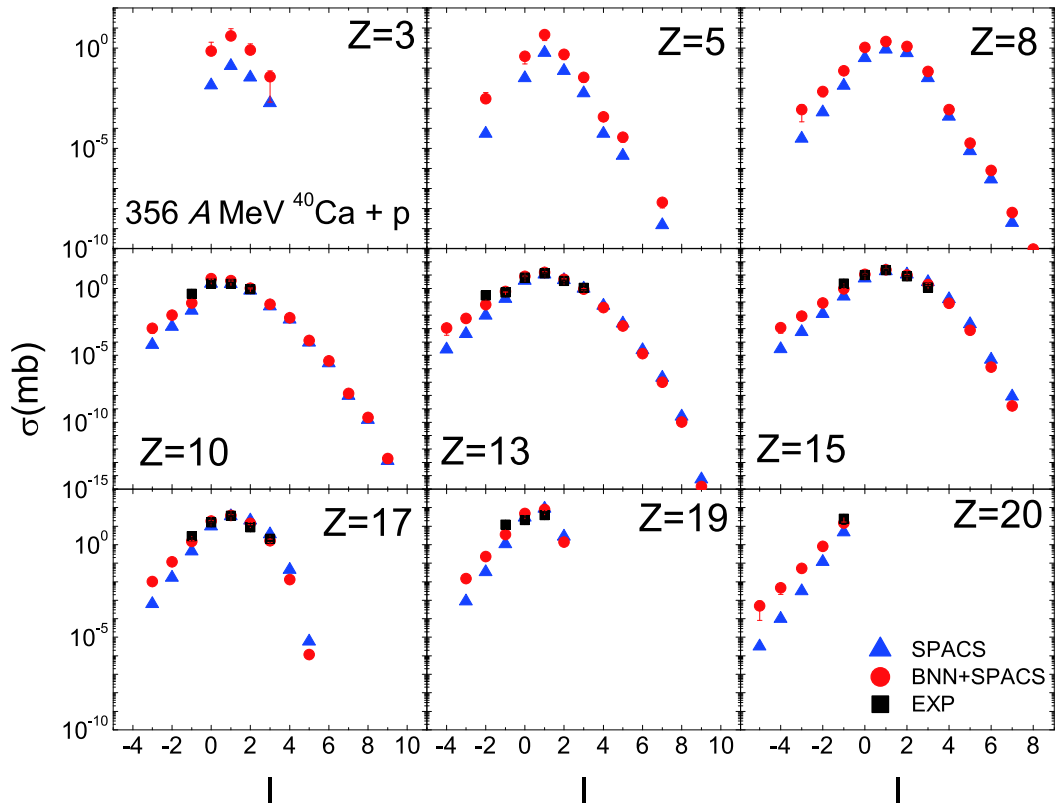 Z=3
Z=5
Z=8
10^0
10^-5
10^-10
356 A MeV ^40Ca + p
σ(mb)
10^0
10^-5
10^-10
10^-15
Z=10
Z=13
Z=15
Z=17
Z=19
Z=20
10^0
10^-5
10^-10
SPACS
BNN+SPACS
EXP
-4 -2 0 2 4 6 8 10 -4 -2 0 2 4 6 8 10 -4 -2 0 2 4 6 8
I I I